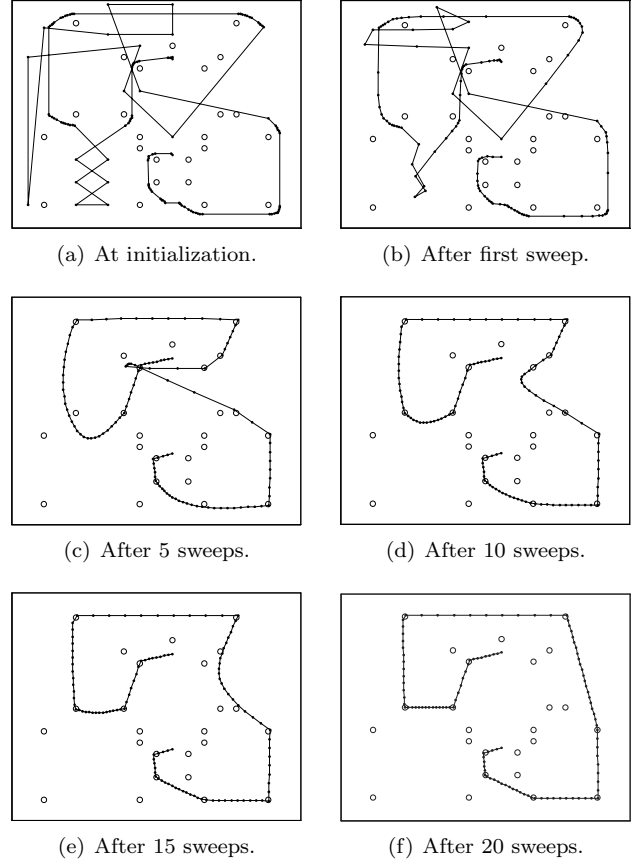 (a) At initialization.
(b) After first sweep.
(c) After 5 sweeps.
(d) After 10 sweeps.
(e) After 15 sweeps.
(f) After 20 sweeps.